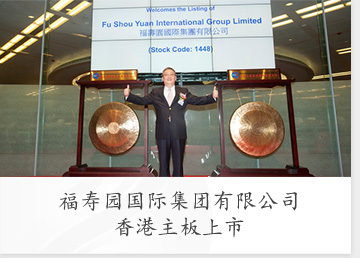 Welcomes the Listing of
Fu Shou Yuan International Group Limited
福壽園國際集團有限公司
(Stock Code: 1448)
福寿园国际集团有限公司
香港主板上市